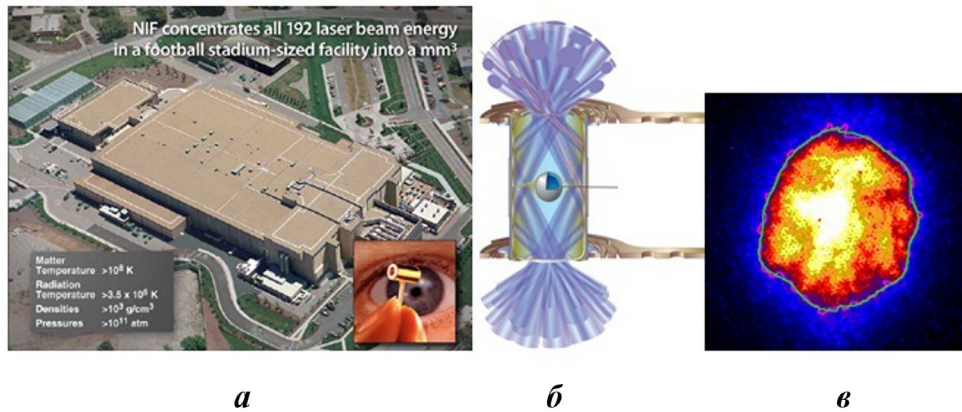 NIF concentrates all 192 laser beam energy
in a football stadium-sized facility into a mm³
Matter
Temperature >10⁸ K
Radiation
Temperature >3.5 x 10⁶ K
Densities >10³ g/cm³
Pressures >10¹¹ atm
а б в